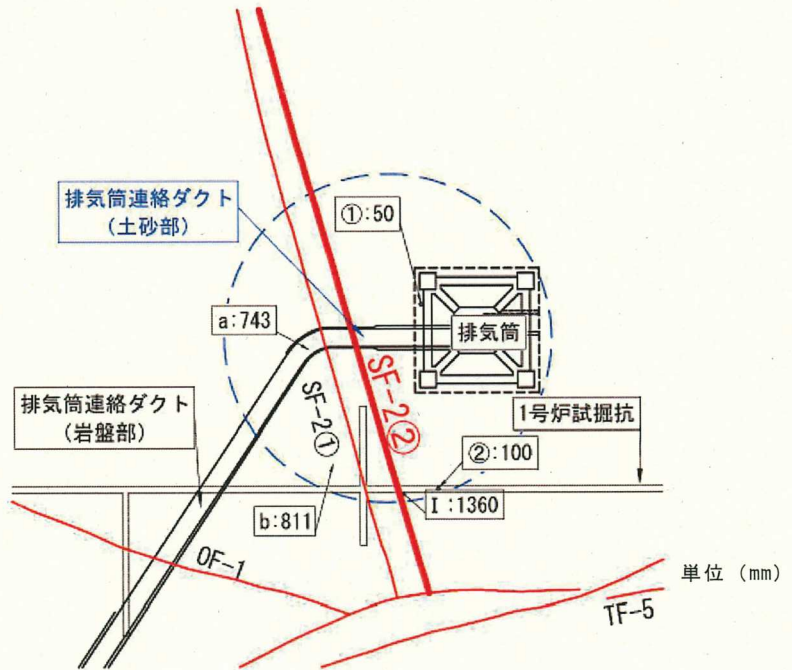 排気筒連絡ダクト
(土砂部)
①:50
a:743
排気筒
排気筒連絡ダクト
(岩盤部)
SF-2①
SF-2②
1号炉試掘抗
②:100
b:811
I:1360
OF-1
単位 (mm)
TF-5